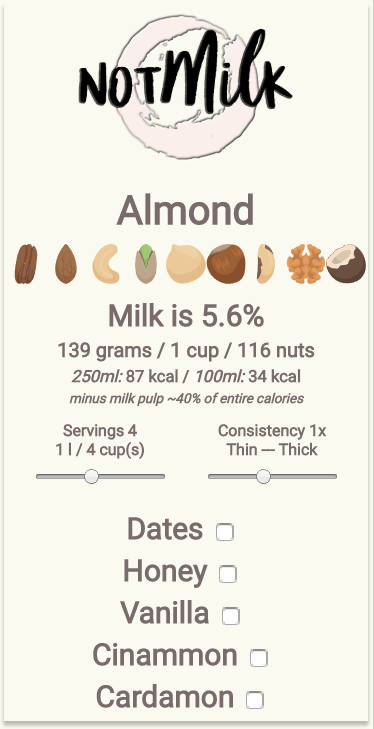 NOTMilk
Almond
Milk is 5.6%
139 grams / 1 cup / 116 nuts
250ml: 87 kcal / 100ml: 34 kcal
minus milk pulp ~40% of entire calories
Servings 4
1 l / 4 cup(s)
Consistency 1x
Thin --- Thick
Dates
Honey
Vanilla
Cinammon
Cardamon